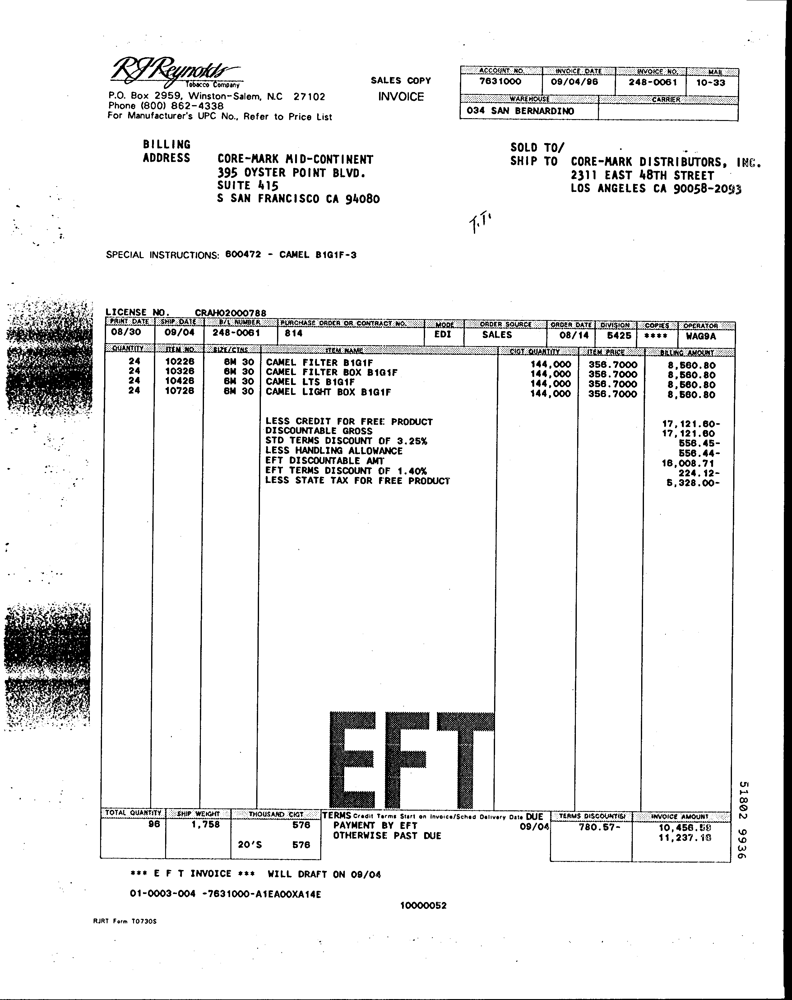 RJReynolds
Tobacco Company
P.O. Box 2959, Winston-Salem, N.C 27102
Phone (800) 862-4338
For Manufacturer's UPC No., Refer to Price List
SALES COPY
INVOICE
ACCOUNT NO. INVOICE DATE INVOICE NO. MAB
7631000 09/04/96 248-0061 10-33
WAREHOUSE CARRIER
034 SAN BERNARDINO
BILLING
ADDRESS
CORE-MARK MID-CONTINENT
395 OYSTER POINT BLVD.
SUITE 415
S SAN FRANCISCO CA 94080
SOLD TO/
SHIP TO
CORE-MARK DISTRIBUTORS, INC.
2311 EAST 48TH STREET
LOS ANGELES CA 90058-2093
T.T.
SPECIAL INSTRUCTIONS: 600472 - CAMEL B1G1F-3
LICENSE NO. CRAH02000788
PRINT DATE SHIP DATE B/L NUMBER PURCHASE ORDER OR CONTRACT NO. MODE ORDER SOURCE ORDER DATE DIVISION COPIES OPERATOR
08/30 09/04 248-0061 814 EDI SALES 08/14 5425 **** WAG9A
QUANTITY ITEM NO. SIZE/CTNS ITEM NAME CIGT QUANTITY ITEM PRICE BILLING AMOUNT
24 10226 6M 30 CAMEL FILTER B1G1F 144,000 356.7000 8,560.80
24 10326 6M 30 CAMEL FILTER BOX B1G1F 144,000 356.7000 8,560.80
24 10426 6M 30 CAMEL LTS B1G1F 144,000 356.7000 8,560.80
24 10726 6M 30 CAMEL LIGHT BOX B1G1F 144,000 356.7000 8,560.80
LESS CREDIT FOR FREE PRODUCT 17,121.60-
DISCOUNTABLE GROSS 17,121.60
STD TERMS DISCOUNT OF 3.25% 556.45-
LESS HANDLING ALLOWANCE 556.44-
EFT DISCOUNTABLE AMT 16,008.71
EFT TERMS DISCOUNT OF 1.40% 224.12-
LESS STATE TAX FOR FREE PRODUCT 5,328.00-
EFT
TOTAL QUANTITY SHIP WEIGHT THOUSAND CIGT TERMS Credit Terms Start on Invoice/Sched Delivery Date DUE TERMS DISCOUNT(S) INVOICE AMOUNT
96 1,758 576 PAYMENT BY EFT 09/04 780.57- 10,456.59
OTHERWISE PAST DUE 11,237.16
20'S 576
*** E F T INVOICE *** WILL DRAFT ON 09/04
01-0003-004 -7631000-A1EA00XA14E
10000052
RJRT Form T0730S
51802 9936